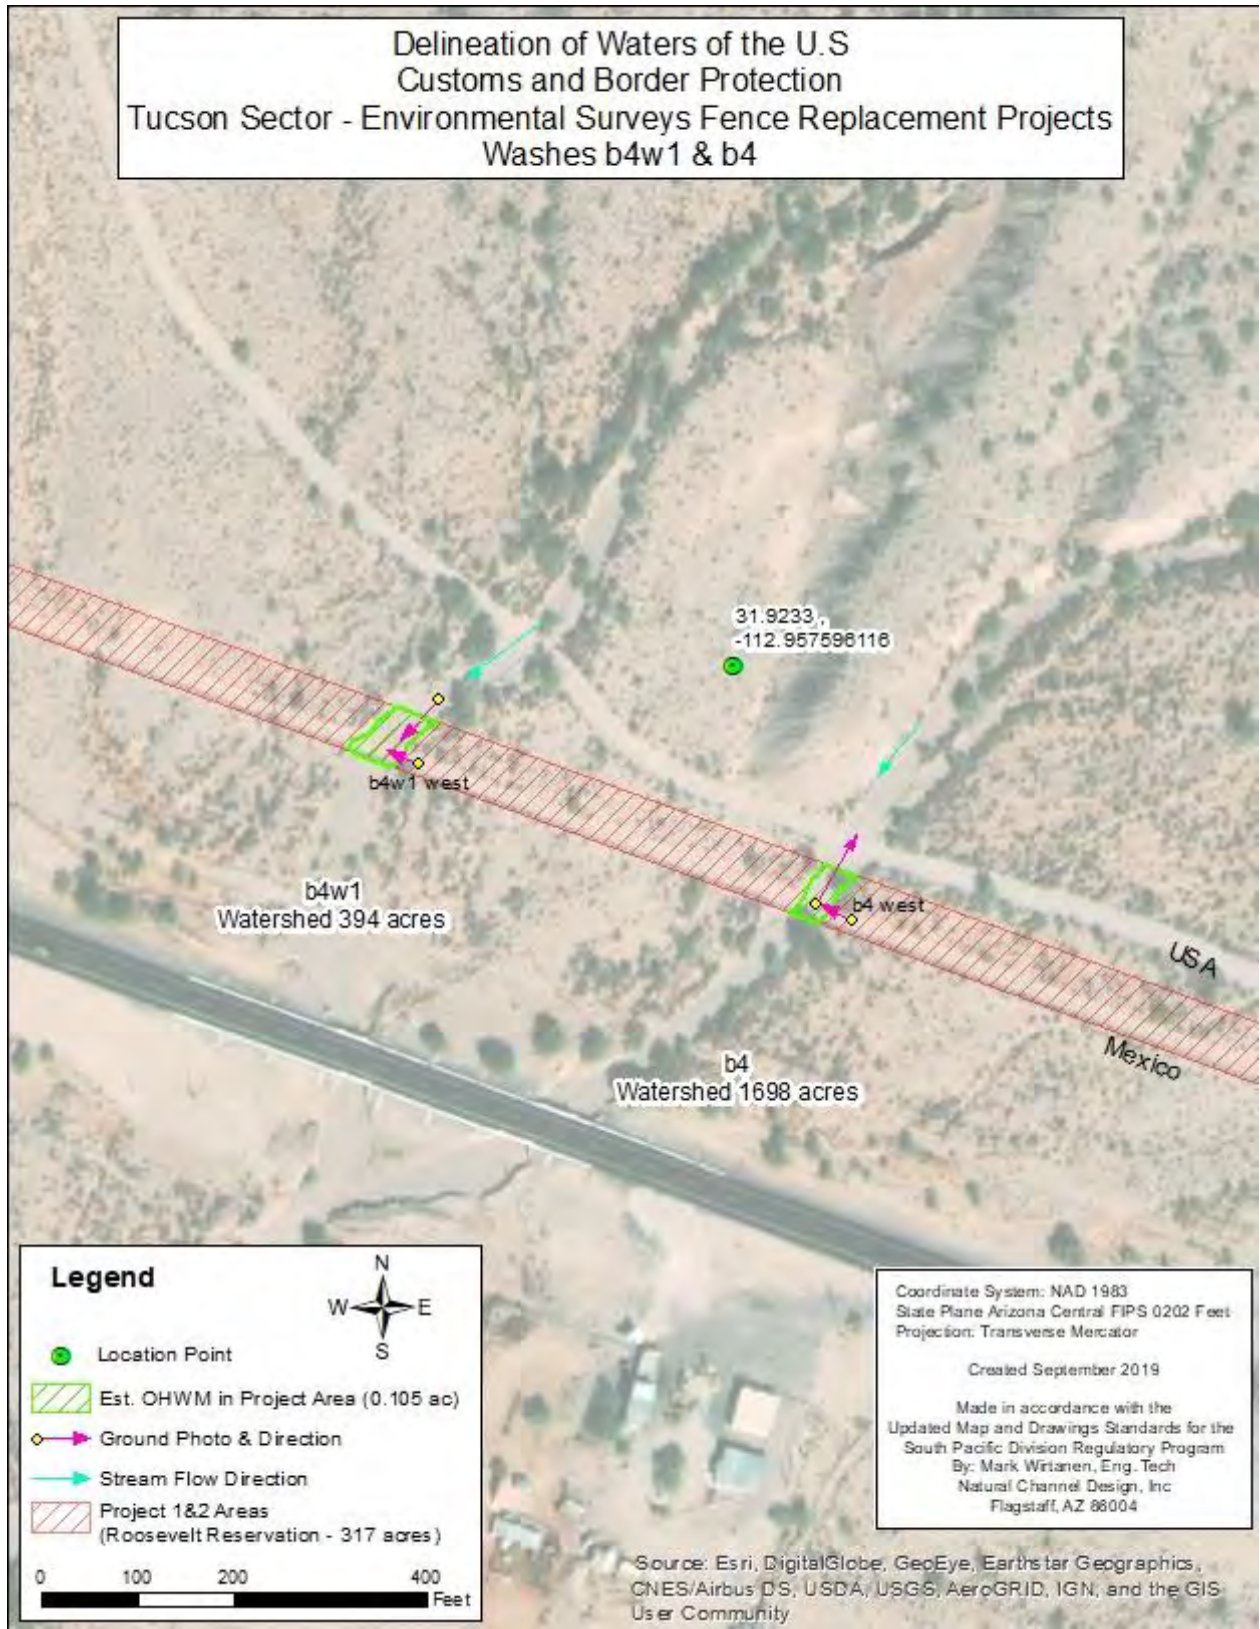 Delineation of Waters of the U.S
Customs and Border Protection
Tucson Sector - Environmental Surveys Fence Replacement Projects
Washes b4w1 & b4
31.9233 ,
-112.957596116
b4w1 west
b4 west
b4w1
Watershed 394 acres
USA
Mexico
b4
Watershed 1698 acres
Legend
N
W
E
S
Location Point
Est. OHWM in Project Area (0.105 ac)
Ground Photo & Direction
Stream Flow Direction
Project 1&2 Areas
(Roosevelt Reservation - 317 acres)
0 100 200 400
Feet
Coordinate System: NAD 1983
State Plane Arizona Central FIPS 0202 Feet
Projection: Transverse Mercator
Created September 2019
Made in accordance with the
Updated Map and Drawings Standards for the
South Pacific Division Regulatory Program
By: Mark Wirtanen, Eng. Tech
Natural Channel Design, Inc
Flagstaff, AZ 86004
Source: Esri, DigitalGlobe, GeoEye, Earthstar Geographics,
CNES/Airbus DS, USDA, USGS, AeroGRID, IGN, and the GIS
User Community